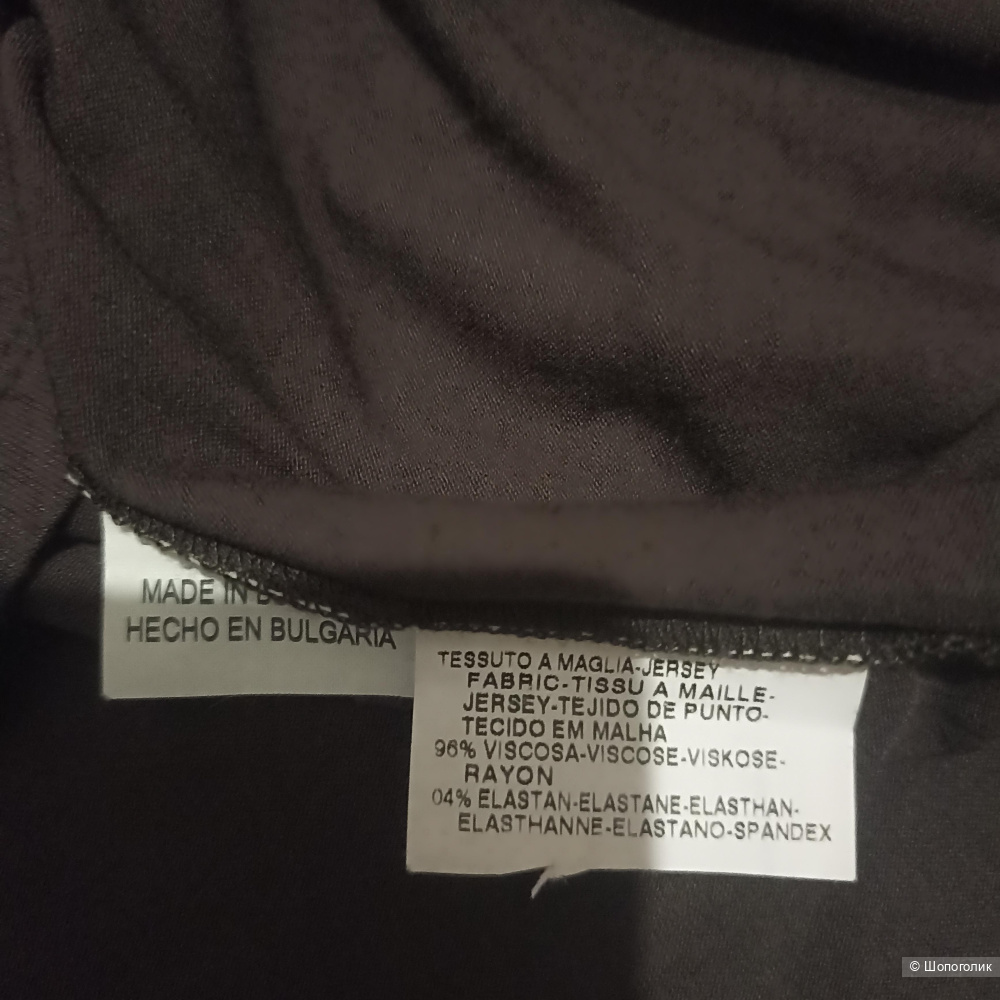 MADE IN
HECHO EN BULGARIA
TESSUTO A MAGLIA-JERSEY
FABRIC-TISSU A MAILLE-
JERSEY-TEJIDO DE PUNTO-
TECIDO EM MALHA
96% VISCOSA-VISCOSE-VISKOSE-
RAYON
04% ELASTAN-ELASTANE-ELASTHAN-
ELASTHANNE-ELASTANO-SPANDEX
© Шопоголик